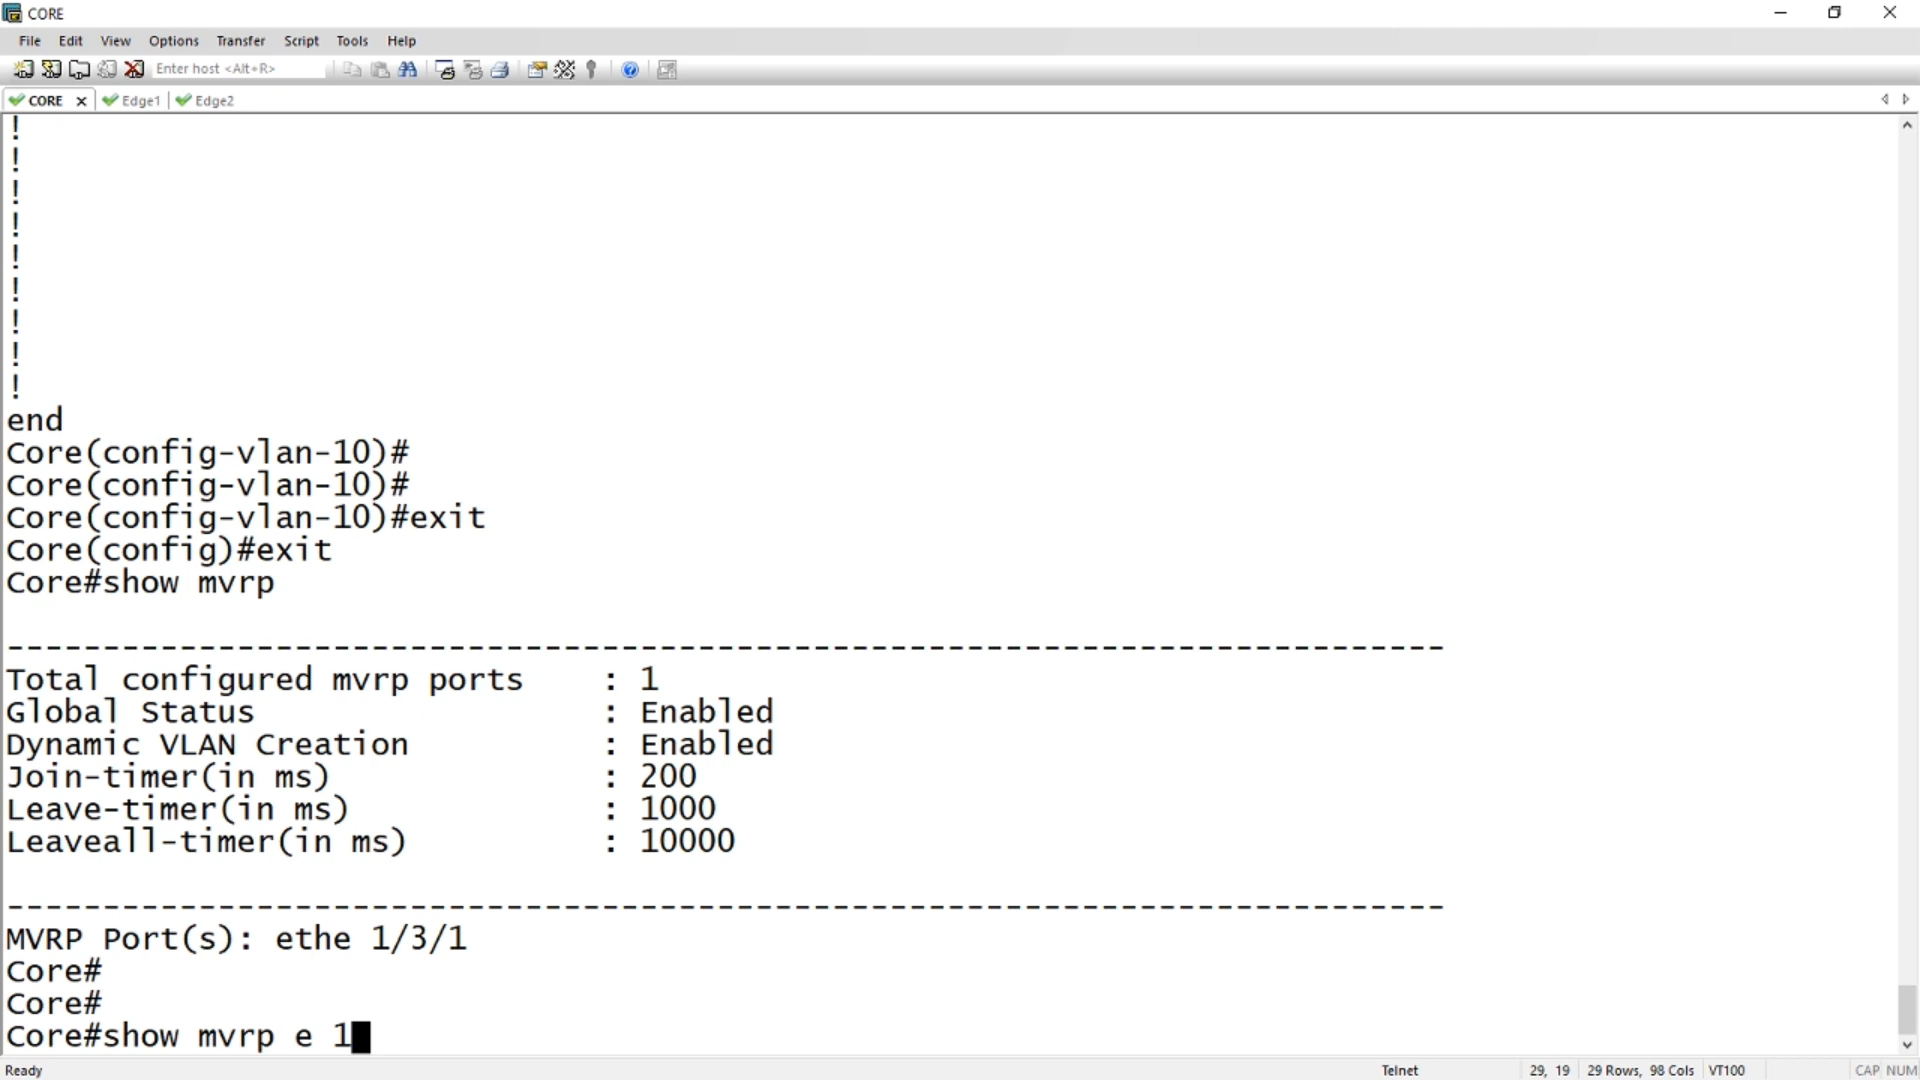 CORE
File Edit View Options Transfer Script Tools Help
Enter host <Alt+R>
CORE Edge1 Edge2
!
!
!
!
!
!
!
!
!
end
Core(config-vlan-10)#
Core(config-vlan-10)#
Core(config-vlan-10)#exit
Core(config)#exit
Core#show mvrp
---------------------------------------------------------------------------
Total configured mvrp ports : 1
Global Status : Enabled
Dynamic VLAN Creation : Enabled
Join-timer(in ms) : 200
Leave-timer(in ms) : 1000
Leaveall-timer(in ms) : 10000
---------------------------------------------------------------------------
MVRP Port(s): ethe 1/3/1
Core#
Core#
Core#show mvrp e 1
Ready Telnet 29, 19 29 Rows, 98 Cols VT100 CAP NUM